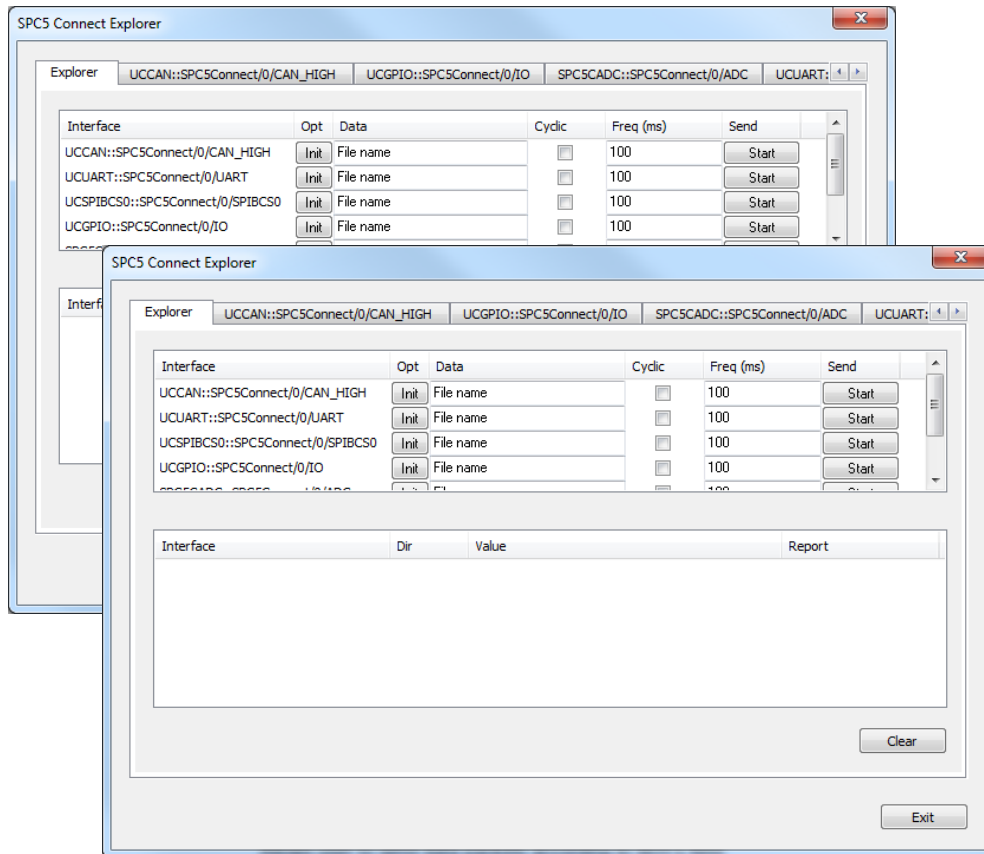 SPC5 Connect Explorer
Explorer UCCAN::SPC5Connect/0/CAN_HIGH UCGPIO::SPC5Connect/0/IO SPC5CADC::SPC5Connect/0/ADC UCUART:
Interface Opt Data Cyclic Freq (ms) Send
UCCAN::SPC5Connect/0/CAN_HIGH Init File name 100 Start
UCUART::SPC5Connect/0/UART Init File name 100 Start
UCSPIBCS0::SPC5Connect/0/SPIBCS0 Init File name 100 Start
UCGPIO::SPC5Connect/0/IO Init File name 100 Start
SPC5 Connect Explorer
Explorer UCCAN::SPC5Connect/0/CAN_HIGH UCGPIO::SPC5Connect/0/IO SPC5CADC::SPC5Connect/0/ADC UCUART:
Interface Opt Data Cyclic Freq (ms) Send
UCCAN::SPC5Connect/0/CAN_HIGH Init File name 100 Start
UCUART::SPC5Connect/0/UART Init File name 100 Start
UCSPIBCS0::SPC5Connect/0/SPIBCS0 Init File name 100 Start
UCGPIO::SPC5Connect/0/IO Init File name 100 Start
Interface Dir Value Report
Clear
Exit